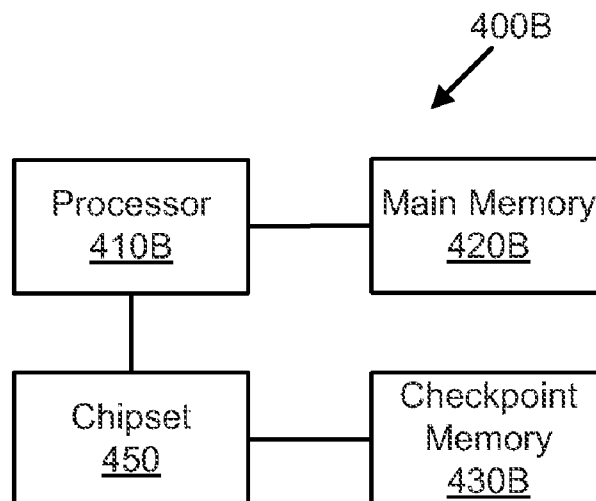 400B
Processor
410B
Main Memory
420B
Chipset
450
Checkpoint
Memory
430B